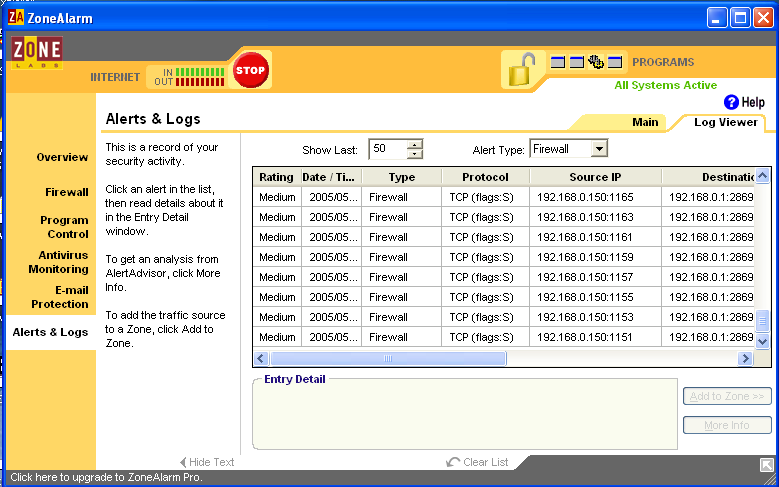 ZoneAlarm
ZONE
LABS
INTERNET
IN
OUT
STOP
PROGRAMS
All Systems Active
Help
Alerts & Logs
Main
Log Viewer
Overview
Firewall
Program
Control
Antivirus
Monitoring
E-mail
Protection
Alerts & Logs
This is a record of your
security activity.
Click an alert in the list,
then read details about it
in the Entry Detail
window.
To get an analysis from
AlertAdvisor, click More
Info.
To add the traffic source
to a Zone, click Add to
Zone.
Show Last: 50 Alert Type: Firewall
Rating Date / Ti... Type Protocol Source IP Destinatio
Medium 2005/05... Firewall TCP (flags:S) 192.168.0.150:1165 192.168.0.1:2869
Medium 2005/05... Firewall TCP (flags:S) 192.168.0.150:1163 192.168.0.1:2869
Medium 2005/05... Firewall TCP (flags:S) 192.168.0.150:1161 192.168.0.1:2869
Medium 2005/05... Firewall TCP (flags:S) 192.168.0.150:1159 192.168.0.1:2869
Medium 2005/05... Firewall TCP (flags:S) 192.168.0.150:1157 192.168.0.1:2869
Medium 2005/05... Firewall TCP (flags:S) 192.168.0.150:1155 192.168.0.1:2869
Medium 2005/05... Firewall TCP (flags:S) 192.168.0.150:1153 192.168.0.1:2869
Medium 2005/05... Firewall TCP (flags:S) 192.168.0.150:1151 192.168.0.1:2869
Entry Detail
Add to Zone >>
More Info
Hide Text
Clear List
Click here to upgrade to ZoneAlarm Pro.